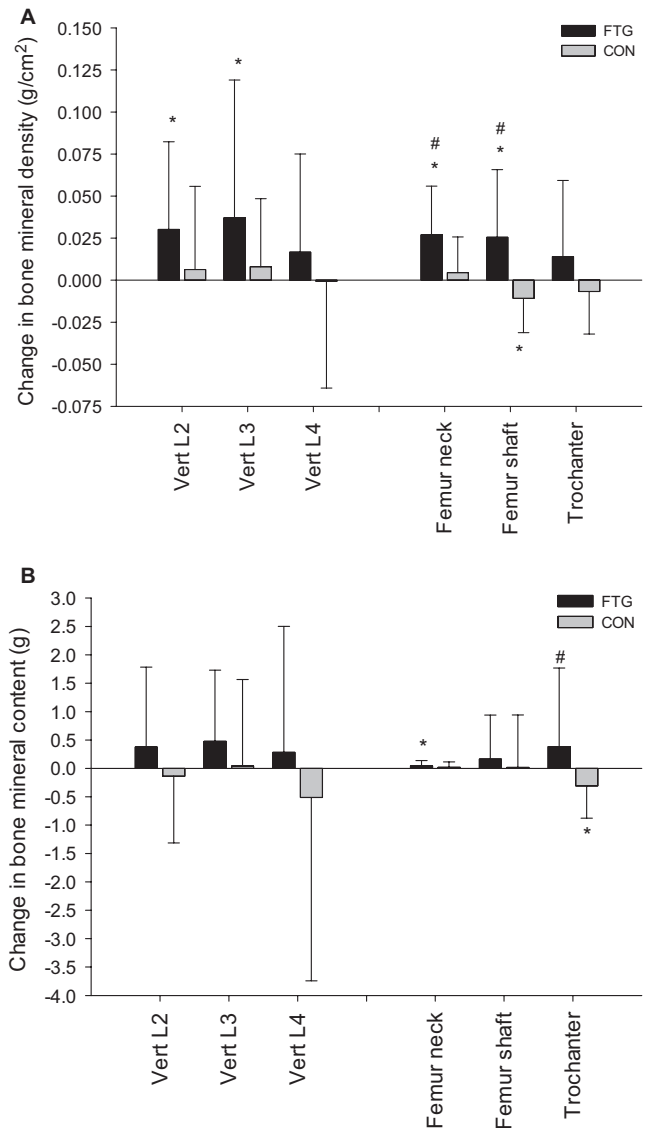 A
Change in bone mineral density (g/cm²)
0.150
0.125
0.100
0.075
0.050
0.025
0.000
-0.025
-0.050
-0.075
FTG
CON
*
*
#
*
#
*
*
Vert L2
Vert L3
Vert L4
Femur neck
Femur shaft
Trochanter
B
Change in bone mineral content (g)
3.0
2.5
2.0
1.5
1.0
0.5
0.0
-0.5
-1.0
-1.5
-2.0
-2.5
-3.0
-3.5
-4.0
FTG
CON
*
#
*
Vert L2
Vert L3
Vert L4
Femur neck
Femur shaft
Trochanter